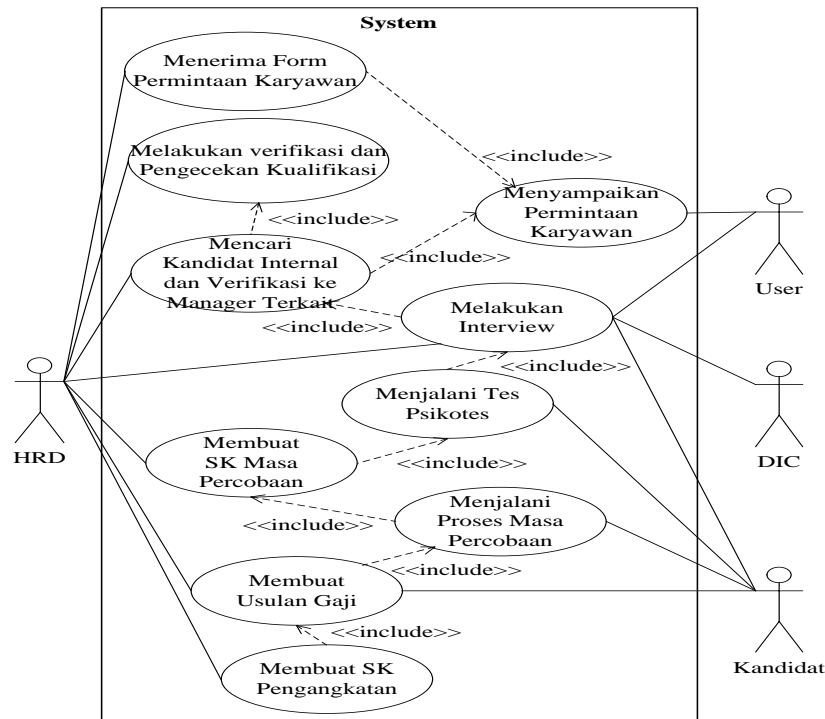 System
Menerima Form
Permintaan Karyawan
Melakukan verifikasi dan
Pengecekan Kualifikasi
<<include>>
Menyampaikan
Permintaan
Karyawan
<<include>>
Mencari
Kandidat Internal
dan Verifikasi ke
Manager Terkait
<<include>>
User
<<include>>
Melakukan
Interview
<<include>>
Menjalani Tes
Psikotes
HRD
DIC
Membuat
SK Masa
Percobaan
<<include>>
Menjalani
Proses Masa
Percobaan
<<include>>
<<include>>
Membuat
Usulan Gaji
<<include>>
Kandidat
Membuat SK
Pengangkatan